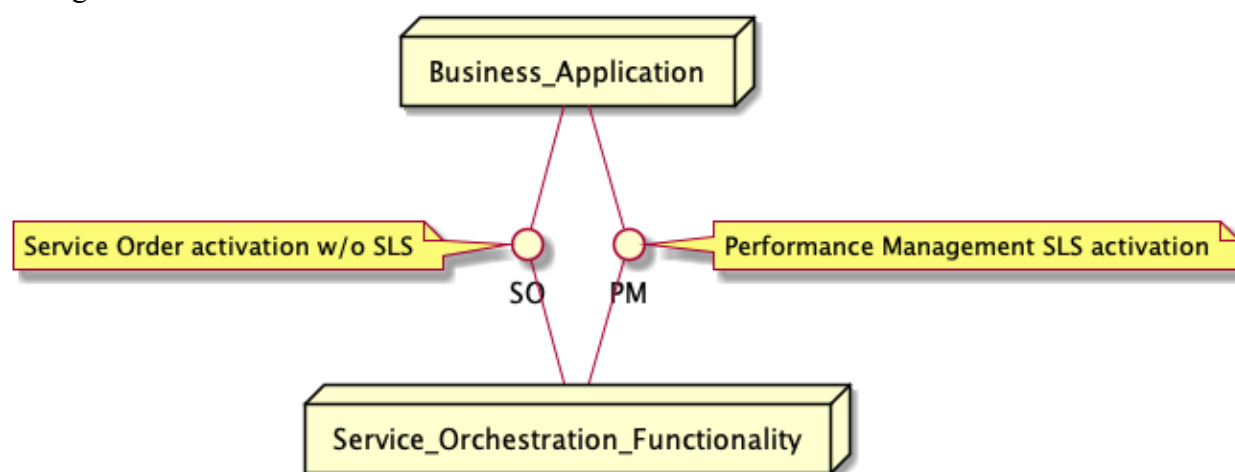 Business_Application
Service Order activation w/o SLS
Performance Management SLS activation
SO
PM
Service_Orchestration_Functionality